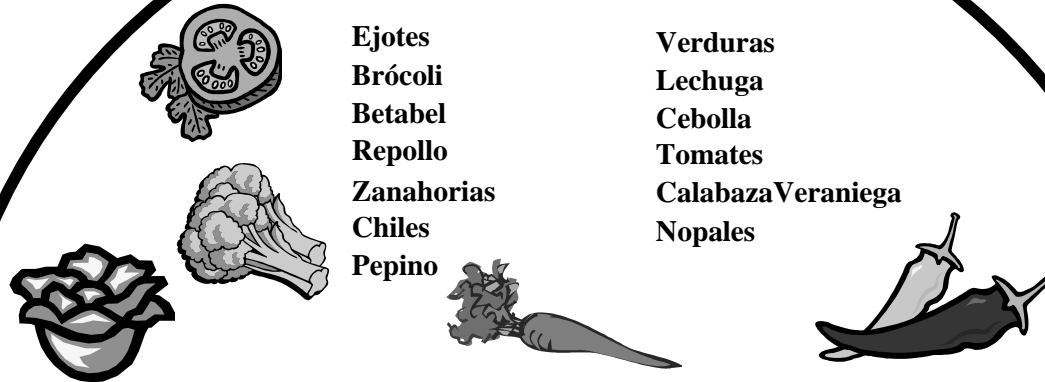 Ejotes
Brócoli
Betabel
Repollo
Zanahorias
Chiles
Pepino
Verduras
Lechuga
Cebolla
Tomates
CalabazaVeraniega
Nopales